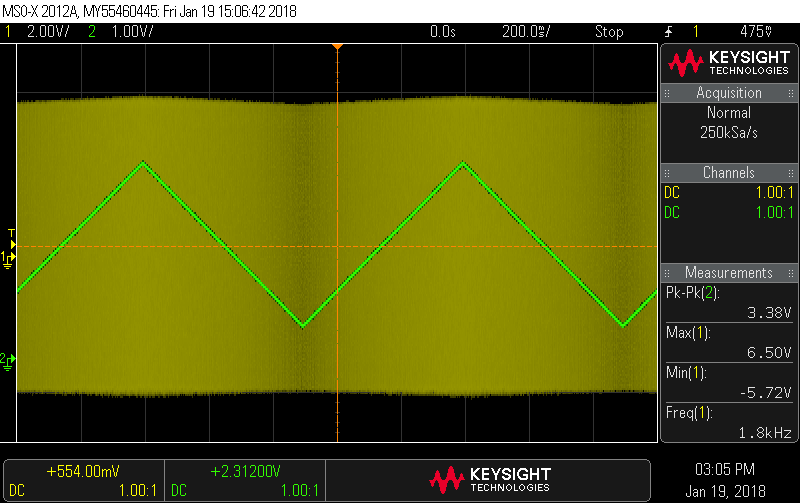 MSO-X 2012A, MY55460445: Fri Jan 19 15:06:42 2018
1 2.00V/ 2 1.00V/ 0.0s 200.0ms/ Stop 1 475mV
KEYSIGHT
TECHNOLOGIES
Acquisition
Normal
250kSa/s
Channels
DC 1.00:1
DC 1.00:1
T
1
2
Measurements
Pk-Pk(2):
3.38V
Max(1):
6.50V
Min(1):
-5.72V
Freq(1):
1.8kHz
+554.00mV
DC 1.00:1
+2.31200V
DC 1.00:1
KEYSIGHT
TECHNOLOGIES
03:05 PM
Jan 19, 2018